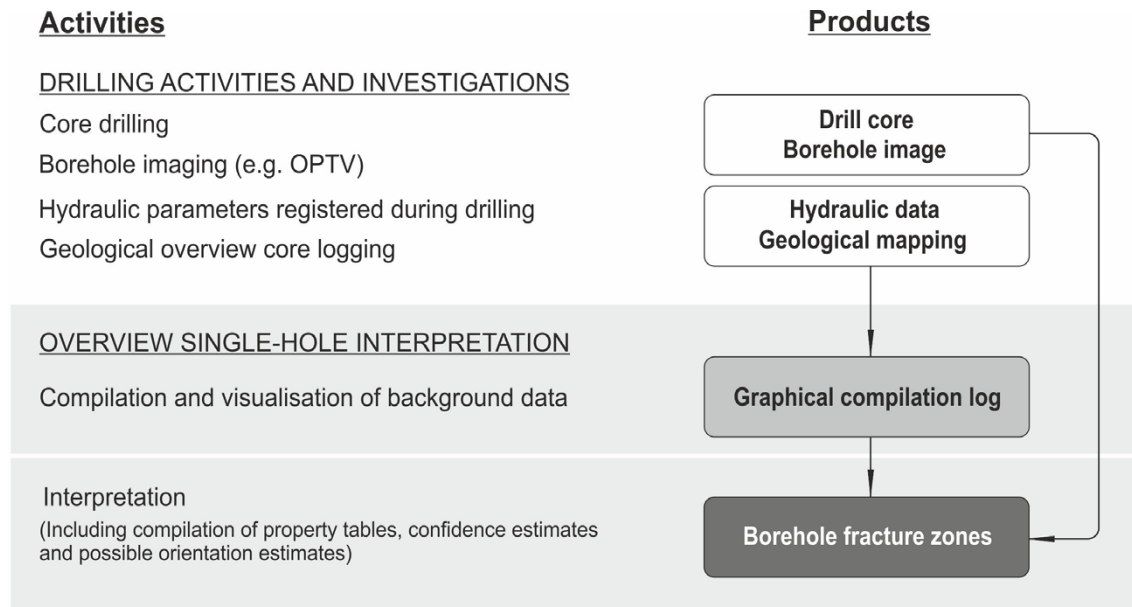 Activities
Products
DRILLING ACTIVITIES AND INVESTIGATIONS
Core drilling
Borehole imaging (e.g. OPTV)
Hydraulic parameters registered during drilling
Geological overview core logging
Drill core
Borehole image
Hydraulic data
Geological mapping
OVERVIEW SINGLE-HOLE INTERPRETATION
Compilation and visualisation of background data
Graphical compilation log
Interpretation
(Including compilation of property tables, confidence estimates
and possible orientation estimates)
Borehole fracture zones